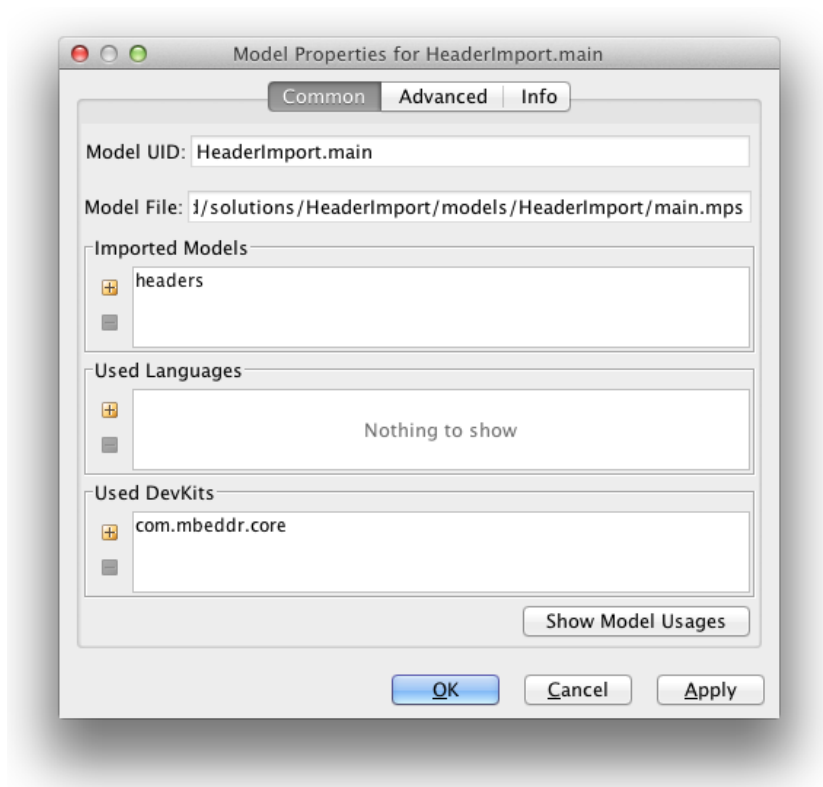 Model Properties for HeaderImport.main
Common Advanced Info
Model UID: HeaderImport.main
Model File: /solutions/HeaderImport/models/HeaderImport/main.mps
Imported Models
headers
Used Languages
Nothing to show
Used DevKits
com.mbeddr.core
Show Model Usages
OK Cancel Apply